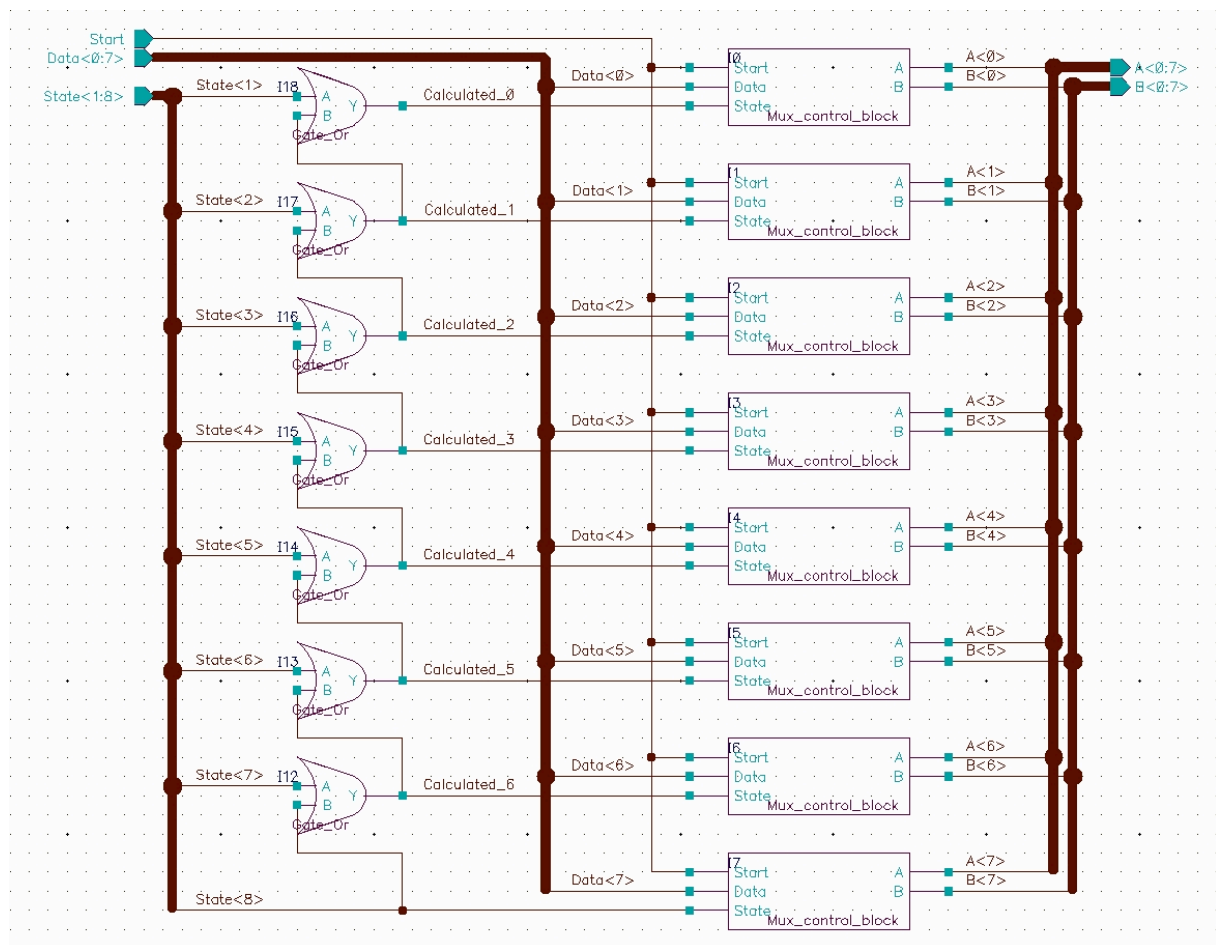 Start
Data<0:7>
State<1:8>
State<1>
I18
A
B
Y
Gate_Or
Calculated_0
Data<0>
I0
Start
Data
State
A
B
Mux_control_block
A<0>
B<0>
A<0:7>
B<0:7>
State<2>
I17
A
B
Y
Gate_Or
Calculated_1
Data<1>
I1
Start
Data
State
A
B
Mux_control_block
A<1>
B<1>
State<3>
I16
A
B
Y
Gate_Or
Calculated_2
Data<2>
I2
Start
Data
State
A
B
Mux_control_block
A<2>
B<2>
State<4>
I15
A
B
Y
Gate_Or
Calculated_3
Data<3>
I3
Start
Data
State
A
B
Mux_control_block
A<3>
B<3>
State<5>
I14
A
B
Y
Gate_Or
Calculated_4
Data<4>
I4
Start
Data
State
A
B
Mux_control_block
A<4>
B<4>
State<6>
I13
A
B
Y
Gate_Or
Calculated_5
Data<5>
I5
Start
Data
State
A
B
Mux_control_block
A<5>
B<5>
State<7>
I12
A
B
Y
Gate_Or
Calculated_6
Data<6>
I6
Start
Data
State
A
B
Mux_control_block
A<6>
B<6>
State<8>
Data<7>
I7
Start
Data
State
A
B
Mux_control_block
A<7>
B<7>